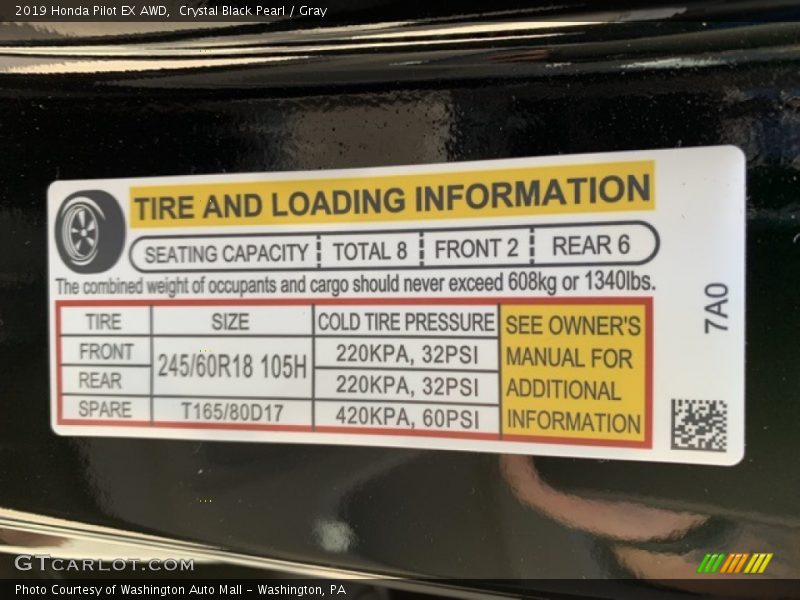 2019 Honda Pilot EX AWD,  Crystal Black Pearl / Gray
TIRE AND LOADING INFORMATION
SEATING CAPACITY TOTAL 8 FRONT 2 REAR 6
The combined weight of occupants and cargo should never exceed 608kg or 1340lbs.
TIRE SIZE COLD TIRE PRESSURE
FRONT 245/60R18 105H 220KPA, 32PSI
REAR 220KPA, 32PSI
SPARE T165/80D17 420KPA, 60PSI
SEE OWNER'S
MANUAL FOR
ADDITIONAL
INFORMATION
7A0
GTCARLOT.COM
Photo Courtesy of Washington Auto Mall - Washington, PA